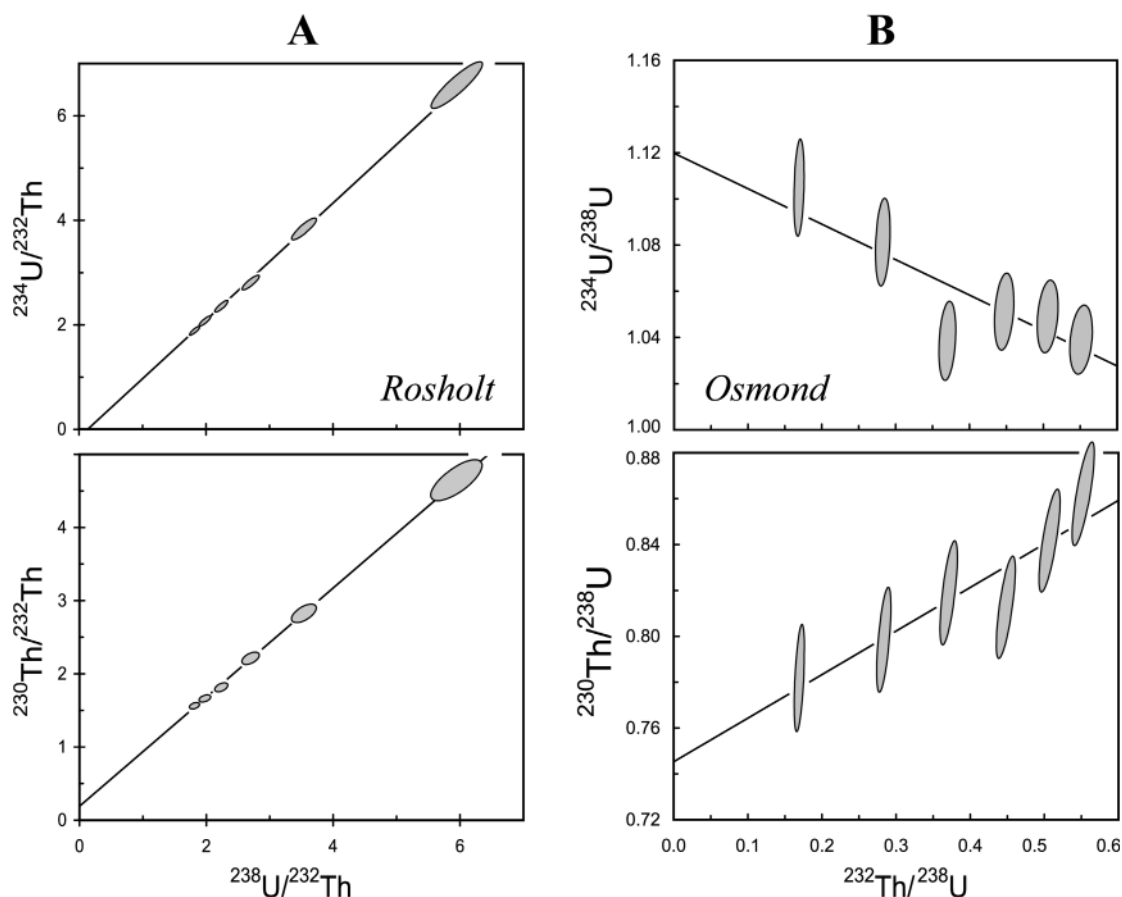 A
B
²³⁴U/²³²Th
6
4
2
0
Rosholt
²³⁴U/²³⁸U
1.16
1.12
1.08
1.04
1.00
Osmond
²³⁰Th/²³²Th
4
3
2
1
0
0 2 4 6
²³⁸U/²³²Th
²³⁰Th/²³⁸U
0.88
0.84
0.80
0.76
0.72
0.0 0.1 0.2 0.3 0.4 0.5 0.6
²³²Th/²³⁸U